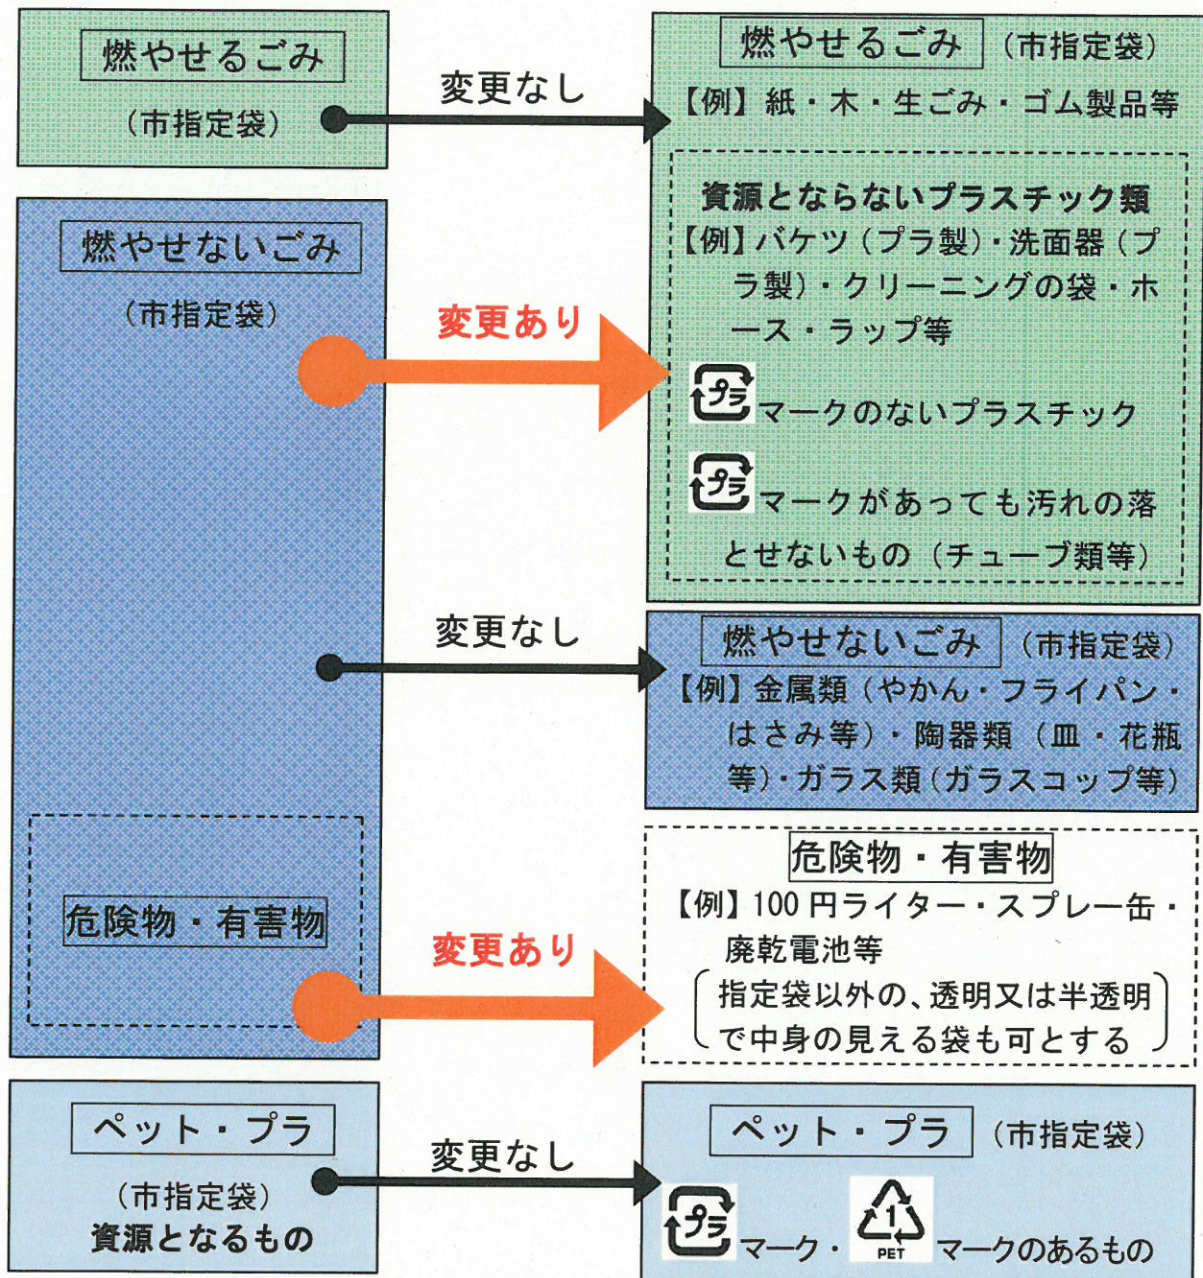 燃やせるごみ
(市指定袋)
変更なし
燃やせるごみ (市指定袋)
【例】紙・木・生ごみ・ゴム製品等
資源とならないプラスチック類
【例】バケツ(プラ製)・洗面器(プ
ラ製)・クリーニングの袋・ホ
ース・ラップ等
プラ マークのないプラスチック
プラ マークがあっても汚れの落
とせないもの(チューブ類等)
燃やせないごみ
(市指定袋)
変更あり
変更なし
燃やせないごみ (市指定袋)
【例】金属類(やかん・フライパン・
はさみ等)・陶器類(皿・花瓶
等)・ガラス類(ガラスコップ等)
危険物・有害物
変更あり
危険物・有害物
【例】100円ライター・スプレー缶・
廃乾電池等
(指定袋以外の、透明又は半透明
で中身の見える袋も可とする)
ペット・プラ
(市指定袋)
資源となるもの
変更なし
ペット・プラ (市指定袋)
プラ マーク・ 1 PET マークのあるもの